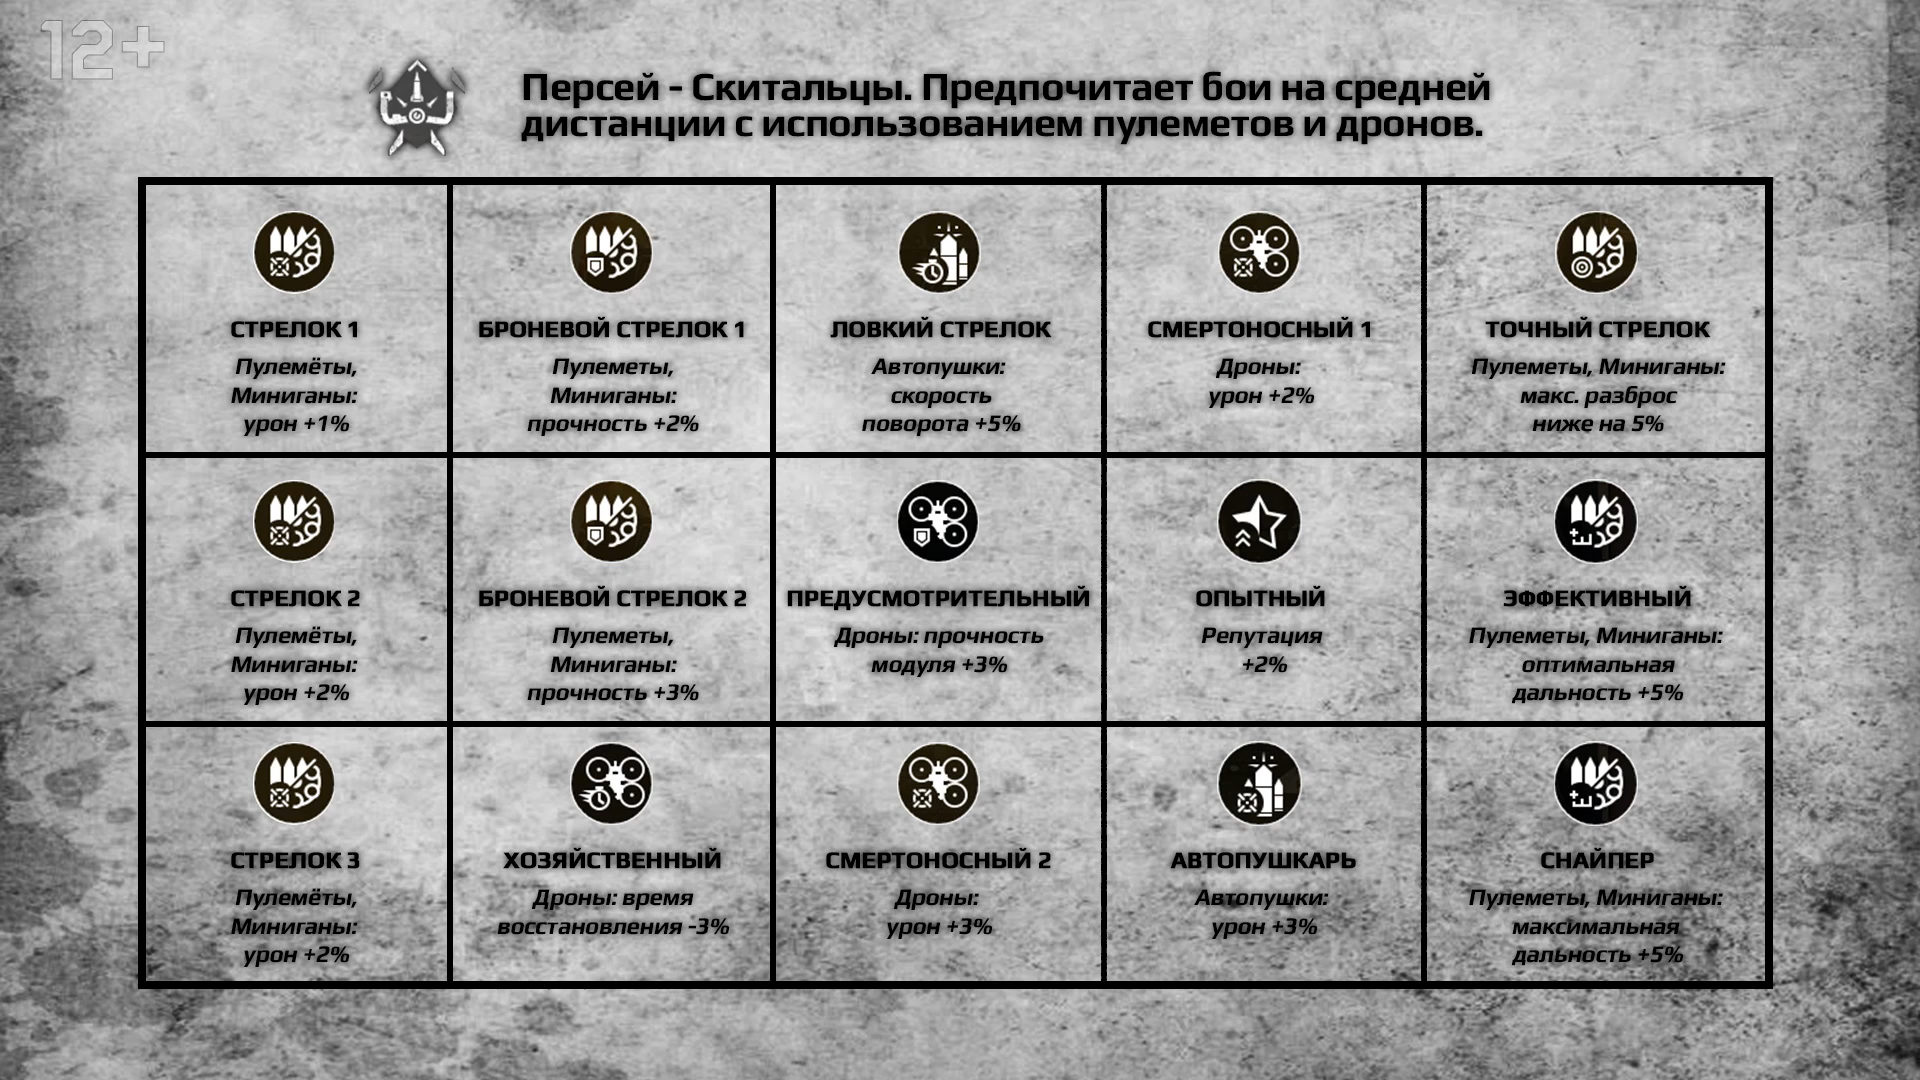 12+
Персей - Скитальцы. Предпочитает бои на средней
дистанции с использованием пулеметов и дронов.
СТРЕЛОК 1
Пулемёты,
Миниганы:
урон +1%
БРОНЕВОЙ СТРЕЛОК 1
Пулеметы,
Миниганы:
прочность +2%
ЛОВКИЙ СТРЕЛОК
Автопушки:
скорость
поворота +5%
СМЕРТОНОСНЫЙ 1
Дроны:
урон +2%
ТОЧНЫЙ СТРЕЛОК
Пулеметы, Миниганы:
макс. разброс
ниже на 5%
СТРЕЛОК 2
Пулемёты,
Миниганы:
урон +2%
БРОНЕВОЙ СТРЕЛОК 2
Пулеметы,
Миниганы:
прочность +3%
ПРЕДУСМОТРИТЕЛЬНЫЙ
Дроны: прочность
модуля +3%
ОПЫТНЫЙ
Репутация
+2%
ЭФФЕКТИВНЫЙ
Пулеметы, Миниганы:
оптимальная
дальность +5%
СТРЕЛОК 3
Пулемёты,
Миниганы:
урон +2%
ХОЗЯЙСТВЕННЫЙ
Дроны: время
восстановления -3%
СМЕРТОНОСНЫЙ 2
Дроны:
урон +3%
АВТОПУШКАРЬ
Автопушки:
урон +3%
СНАЙПЕР
Пулеметы, Миниганы:
максимальная
дальность +5%